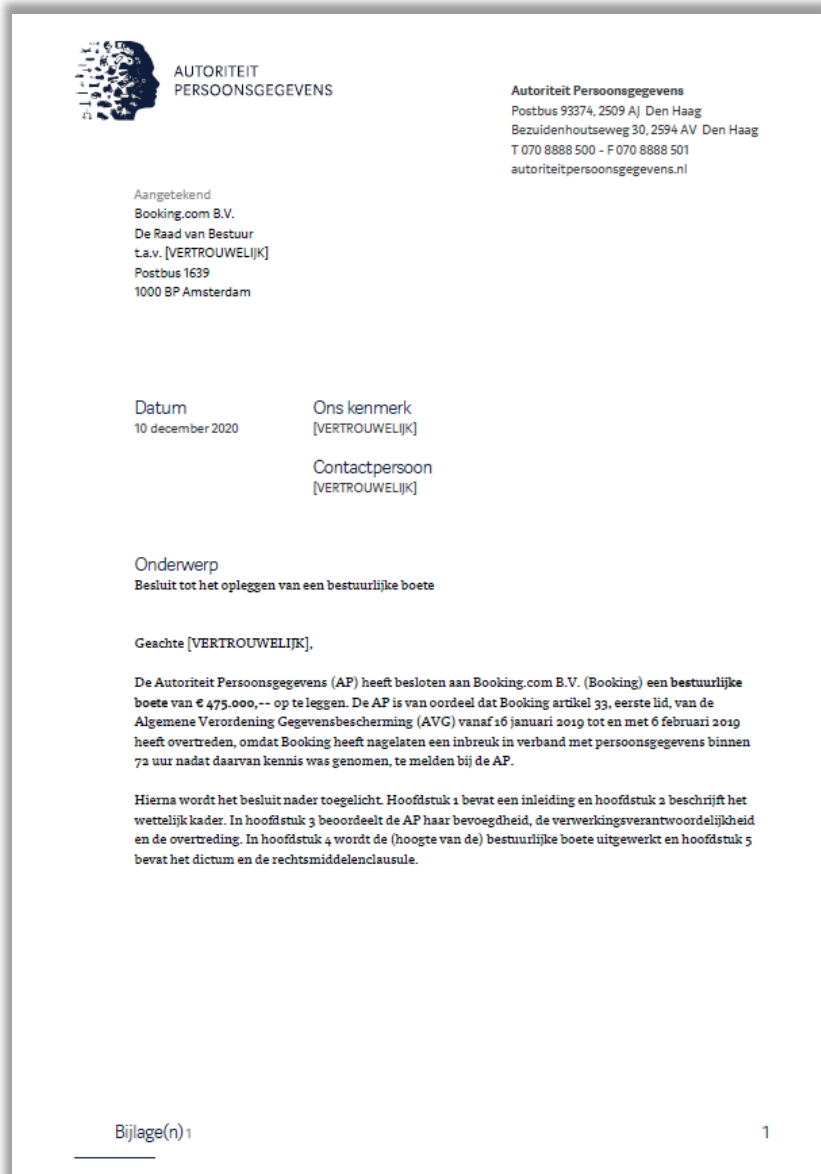 AUTORITEIT
PERSOONSGEGEVENS
Autoriteit Persoonsgegevens
Postbus 93374, 2509 AJ Den Haag
Bezuidenhoutseweg 30, 2594 AV Den Haag
T 070 8888 500 - F 070 8888 501
autoriteitpersoonsgegevens.nl
Aangetekend
Booking.com B.V.
De Raad van Bestuur
t.a.v. [VERTROUWELIJK]
Postbus 1639
1000 BP Amsterdam
Datum
10 december 2020
Ons kenmerk
[VERTROUWELIJK]
Contactpersoon
[VERTROUWELIJK]
Onderwerp
Besluit tot het opleggen van een bestuurlijke boete
Geachte [VERTROUWELIJK],
De Autoriteit Persoonsgegevens (AP) heeft besloten aan Booking.com B.V. (Booking) een bestuurlijke
boete van € 475.000,-- op te leggen. De AP is van oordeel dat Booking artikel 33, eerste lid, van de
Algemene Verordening Gegevensbescherming (AVG) vanaf 16 januari 2019 tot en met 6 februari 2019
heeft overtreden, omdat Booking heeft nagelaten een inbreuk in verband met persoonsgegevens binnen
72 uur nadat daarvan kennis was genomen, te melden bij de AP.
Hierna wordt het besluit nader toegelicht. Hoofdstuk 1 bevat een inleiding en hoofdstuk 2 beschrijft het
wettelijk kader. In hoofdstuk 3 beoordeelt de AP haar bevoegdheid, de verwerkingsverantwoordelijkheid
en de overtreding. In hoofdstuk 4 wordt de (hoogte van de) bestuurlijke boete uitgewerkt en hoofdstuk 5
bevat het dictum en de rechtsmiddelenclausule.
Bijlage(n) 1
1